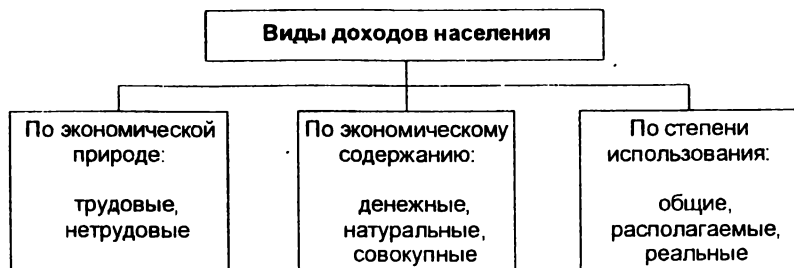 Виды доходов населения
По экономической
природе:
трудовые,
нетрудовые
По экономическому
содержанию:
денежные,
натуральные,
совокупные
По степени
использования:
общие,
располагаемые,
реальные